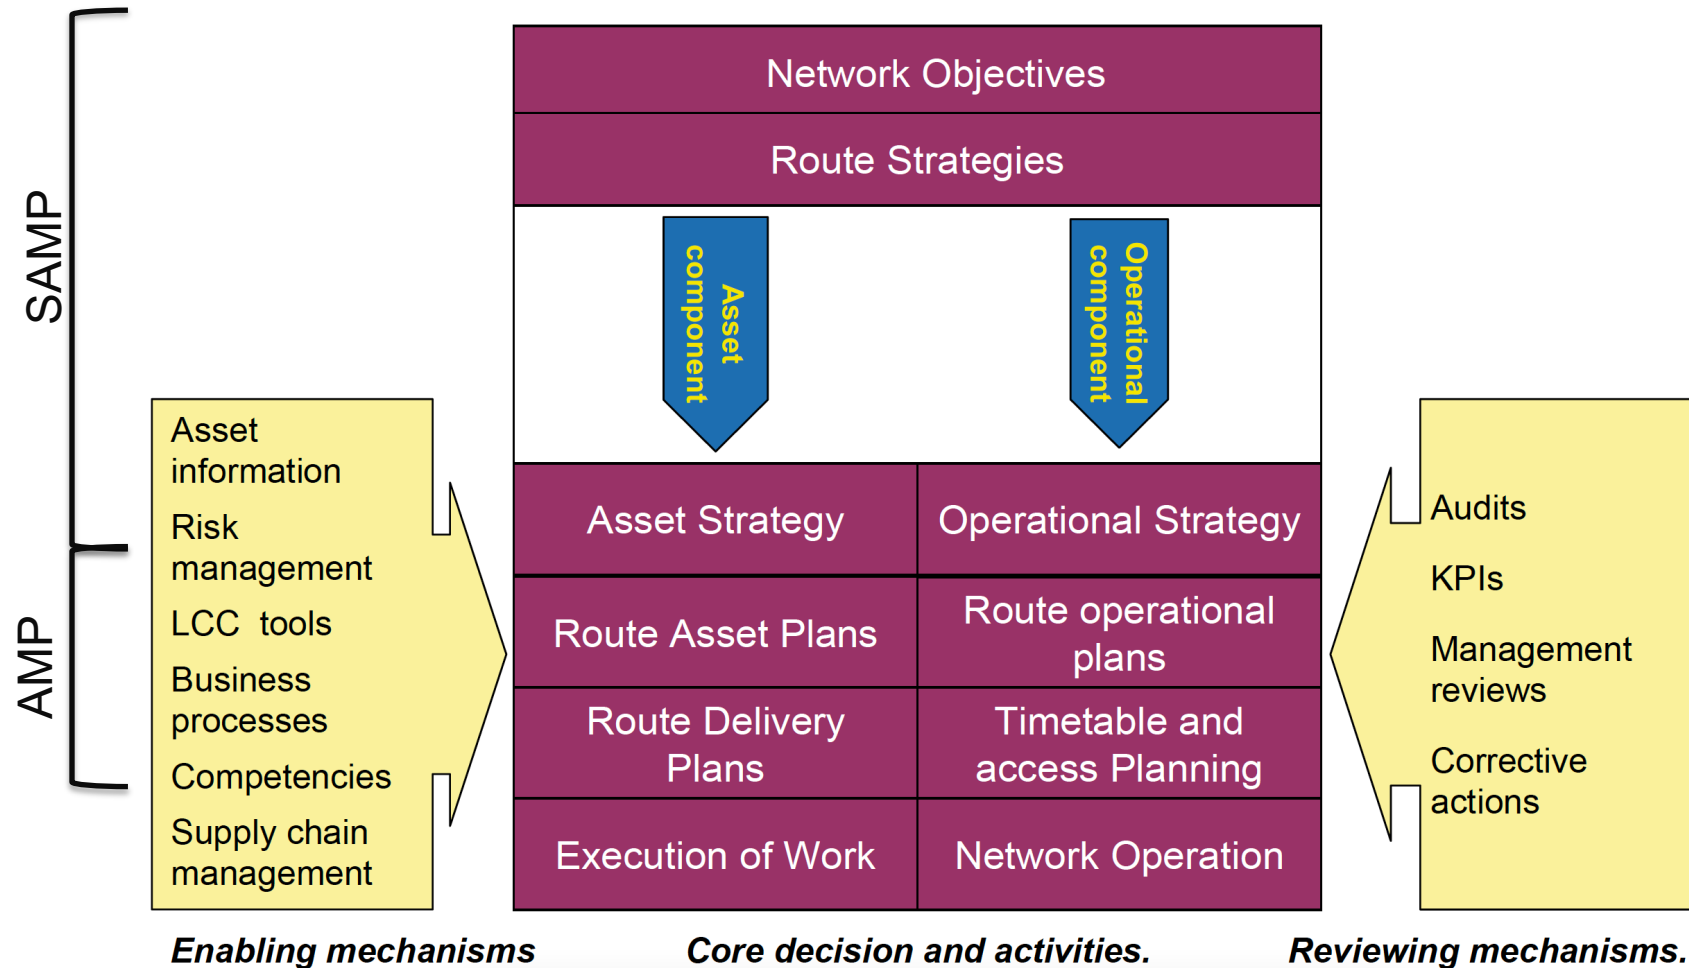 Network Objectives
Route Strategies
SAMP
Asset
component
Operational
component
Asset
information
Risk
management
LCC tools
Business
processes
Competencies
Supply chain
management
AMP
Asset Strategy
Operational Strategy
Route Asset Plans
Route operational
plans
Route Delivery
Plans
Timetable and
access Planning
Execution of Work
Network Operation
Audits
KPIs
Management
reviews
Corrective
actions
Enabling mechanisms
Core decision and activities.
Reviewing mechanisms.